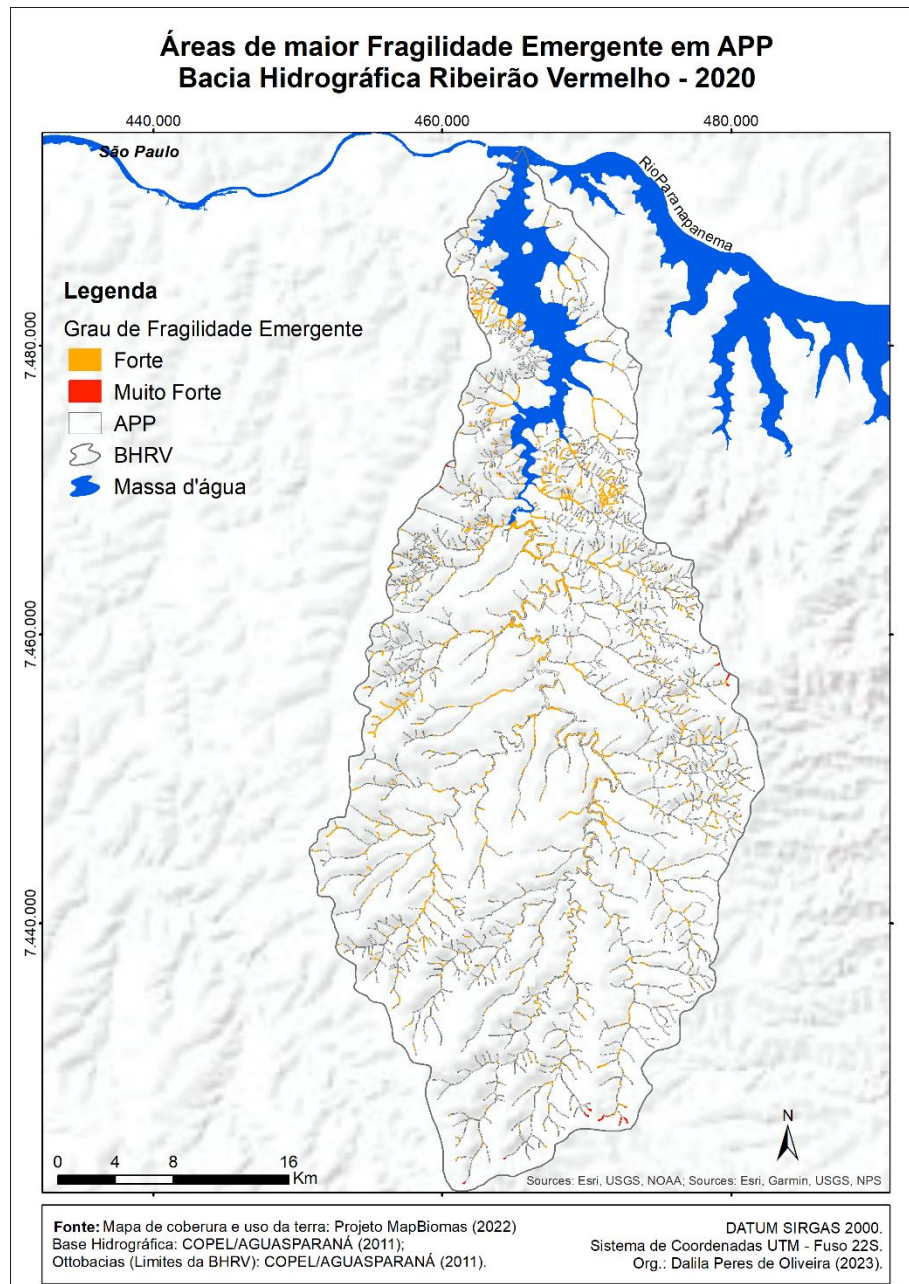 Áreas de maior Fragilidade Emergente em APP
Bacia Hidrográfica Ribeirão Vermelho - 2020
440.000
460.000
480.000
São Paulo
RioParanapanema
Legenda
Grau de Fragilidade Emergente
Forte
Muito Forte
APP
BHRV
Massa d'água
7.480.000
7.460.000
7.440.000
N
0 4 8 16
Km
Sources: Esri, USGS, NOAA; Sources: Esri, Garmin, USGS, NPS
Fonte: Mapa de coberura e uso da terra: Projeto MapBiomas (2022)
Base Hidrográfica: COPEL/AGUASPARANÁ (2011);
Ottobacias (Limites da BHRV): COPEL/AGUASPARANÁ (2011).
DATUM SIRGAS 2000.
Sistema de Coordenadas UTM - Fuso 22S.
Org.: Dalila Peres de Oliveira (2023).